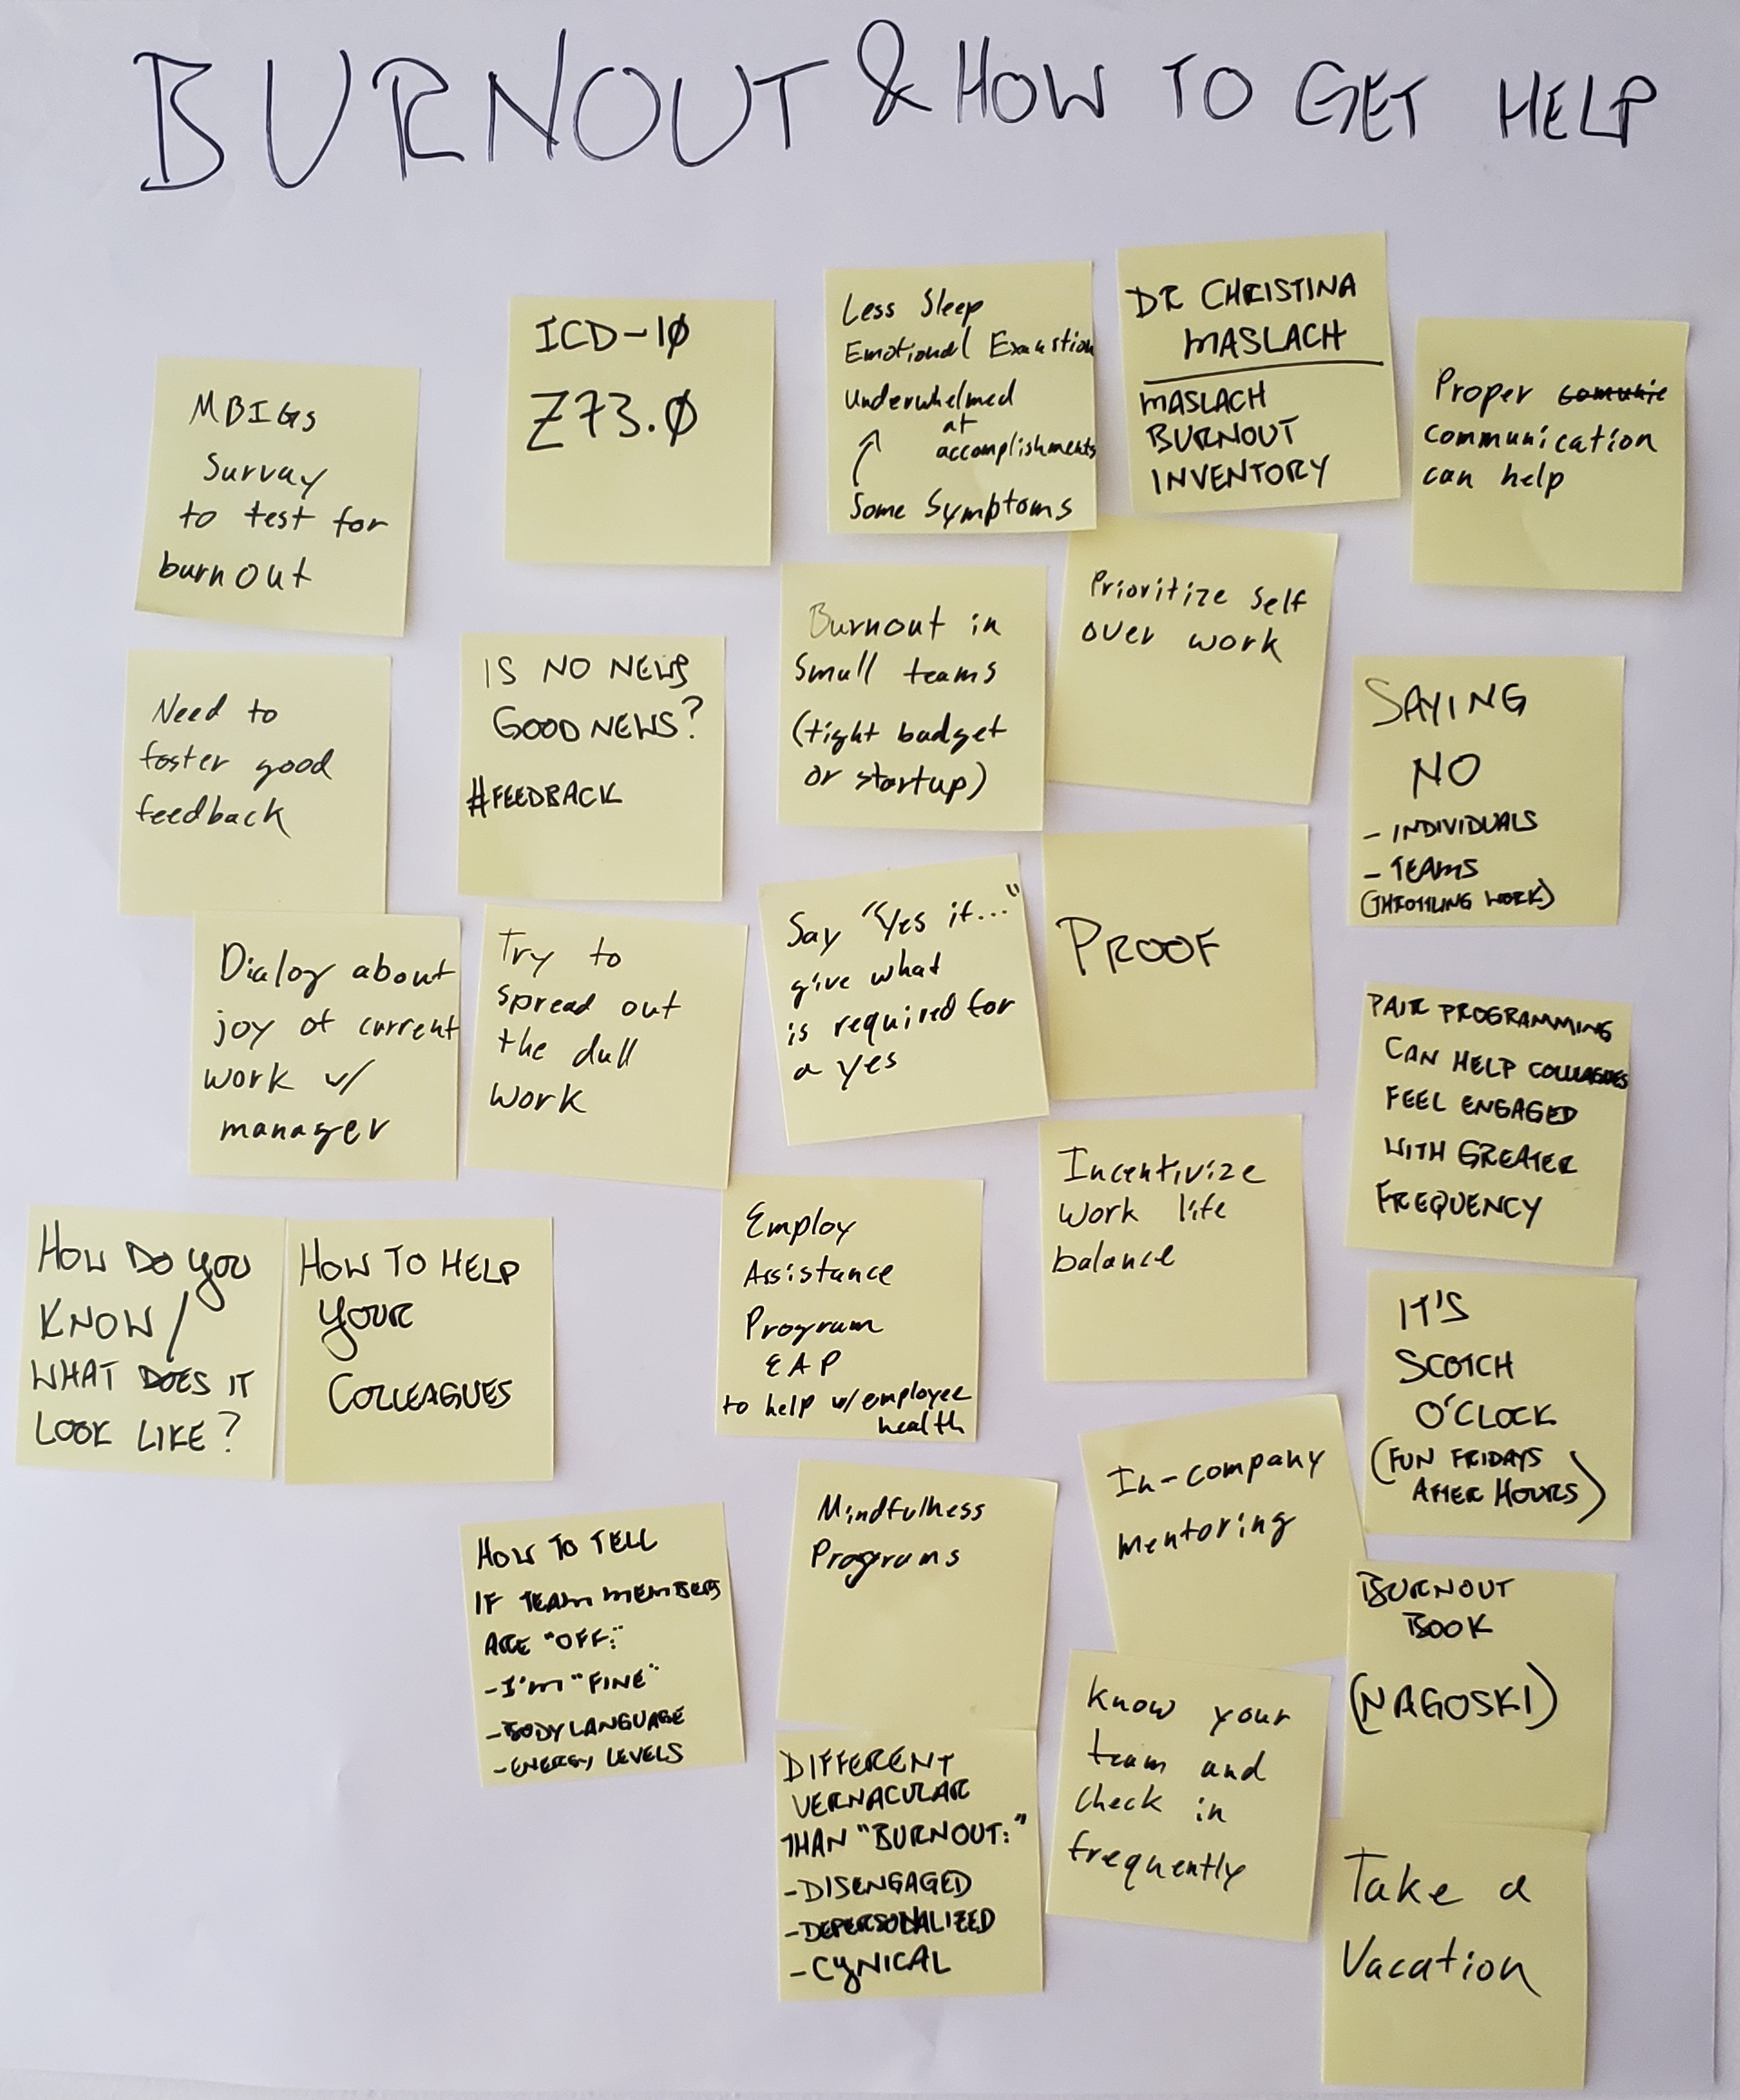 BURNOUT & HOW TO GET HELP
MBIGs
Survay
to test for
burnout
ICD-10
Z73.0
Less Sleep
Emotional Exaustion
Underwhelmed
at
accomplishments
Some Symptoms
DR CHRISTINA
MASLACH
MASLACH
BURNOUT
INVENTORY
Proper comunic
communication
can help
Need to
foster good
feedback
IS NO NEWS
GOOD NEWS?
#FEEDBACK
Burnout in
Small teams
(tight budget
or startup)
Prioritize Self
over work
SAYING
NO
- INDIVIDUALS
- TEAMS
(THROTTLING WORK)
Dialog about
joy of current
work w/
manager
Try to
spread out
the dull
work
Say "Yes if..."
give what
is required for
a yes
PROOF
PAIR PROGRAMMING
CAN HELP COLLEAGUES
FEEL ENGAGED
WITH GREATER
FREQUENCY
HOW DO YOU
KNOW/
WHAT DOES IT
LOOK LIKE?
HOW TO HELP
YOUR
COLLEAGUES
Employ
Assistance
Program
EAP
to help w/employee
health
Incentivize
Work life
balance
IT'S
SCOTCH
O'CLOCK
(FUN FRIDAYS
AFTER HOURS)
HOW TO TELL
IF TEAM MEMBERS
ARE "OFF:"
- I'm "FINE"
- BODY LANGUAGE
- ENERGY LEVELS
Mindfulness
Programs
In-company
mentoring
BURNOUT
BOOK
(NAGOSKI)
DIFFERENT
VERNACULAR
THAN "BURNOUT:"
- DISENGAGED
- DEPERSONALIZED
- CYNICAL
Know your
team and
check in
frequently
Take a
Vacation